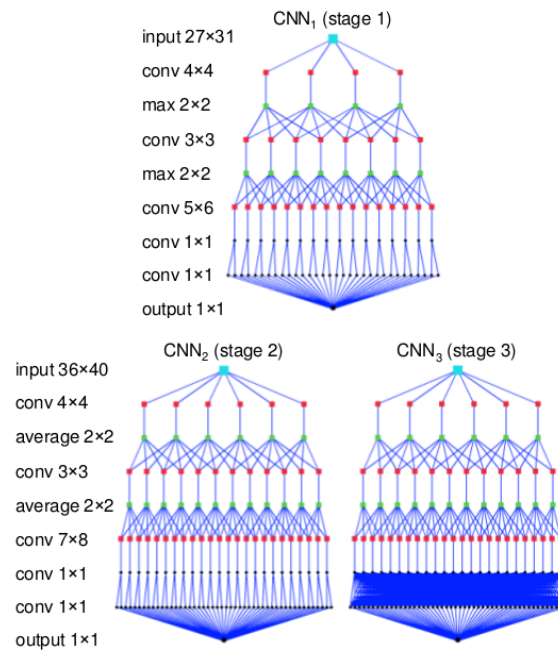 CNN₁ (stage 1)
input 27×31
conv 4×4
max 2×2
conv 3×3
max 2×2
conv 5×6
conv 1×1
conv 1×1
output 1×1
CNN₂ (stage 2) CNN₃ (stage 3)
input 36×40
conv 4×4
average 2×2
conv 3×3
average 2×2
conv 7×8
conv 1×1
conv 1×1
output 1×1